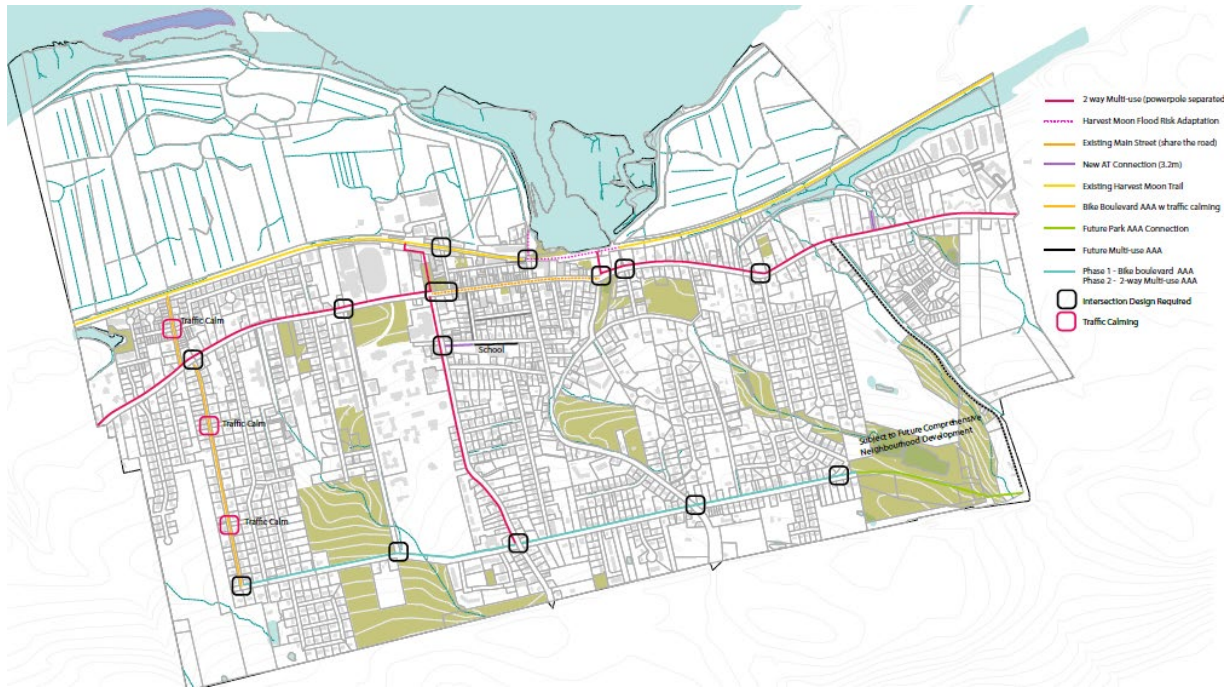 2 way Multi-use (powerpole separated
Harvest Moon Flood Risk Adaptation
Existing Main Street (share the road)
New AT Connection (3.2m)
Existing Harvest Moon Trail
Bike Boulevard AAA w traffic calming
Future Park AAA Connection
Future Multi-use AAA
Phase 1 - Bike boulevard AAA
Phase 2 - 2-way Multi-use AAA
Intersection Design Required
Traffic Calming
Traffic Calm
School
Traffic Calm
Subject to Future Comprehensive
Neighbourhood Development
Traffic Calm